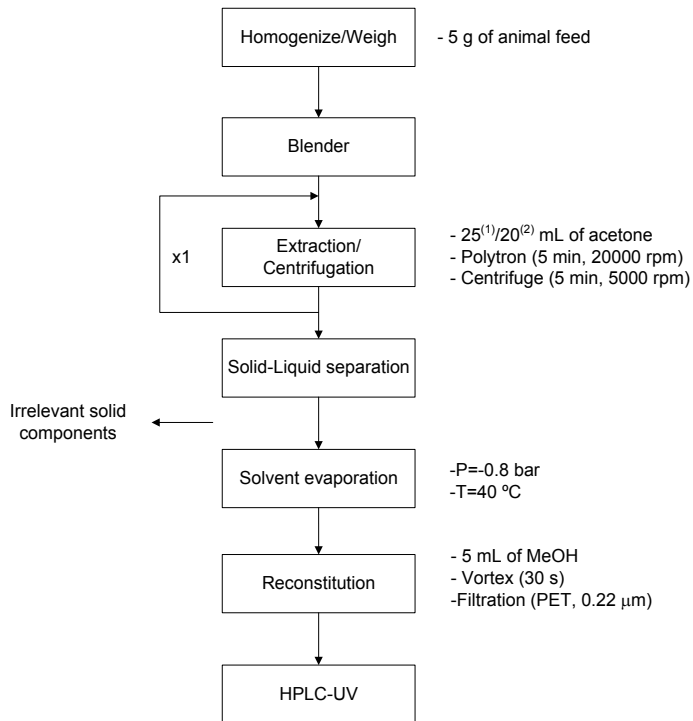 Homogenize/Weigh
- 5 g of animal feed
Blender
x1
Extraction/
Centrifugation
- 25⁽¹⁾/20⁽²⁾ mL of acetone
- Polytron (5 min, 20000 rpm)
- Centrifuge (5 min, 5000 rpm)
Solid-Liquid separation
Irrelevant solid
components
Solvent evaporation
-P=-0.8 bar
-T=40 ºC
Reconstitution
- 5 mL of MeOH
- Vortex (30 s)
-Filtration (PET, 0.22 μm)
HPLC-UV